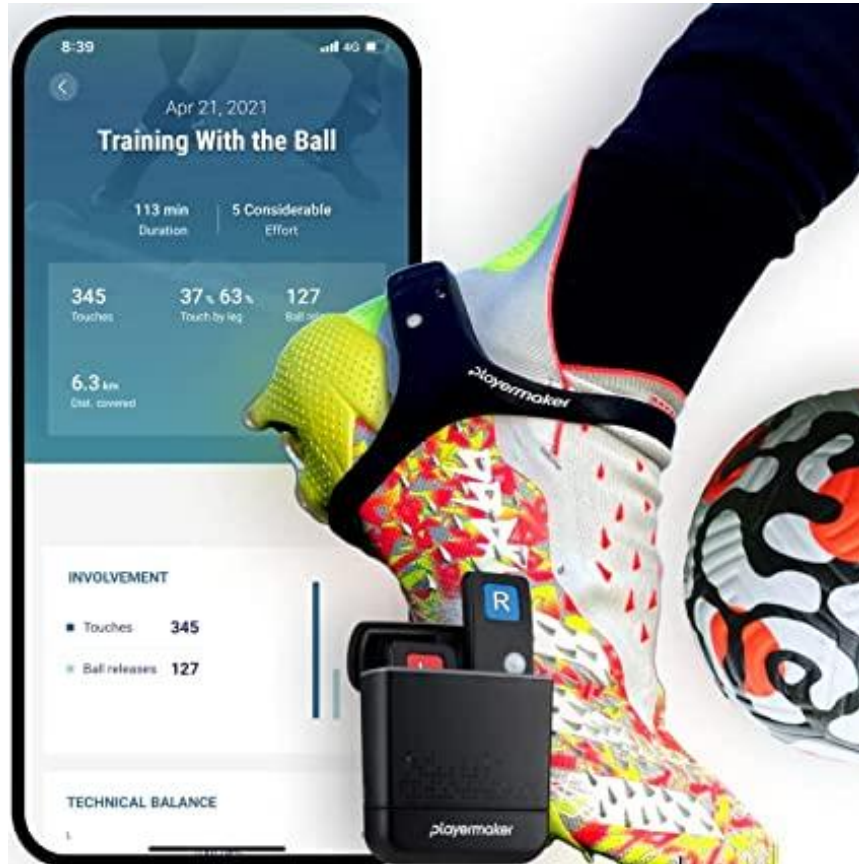 8:39
4G
Apr 21, 2021
Training With the Ball
113 min
Duration
5 Considerable
Effort
345
Touches
37% 63%
Touch by leg
127
Ball rele
6.3 km
Dist. covered
playermaker
INVOLVEMENT
Touches 345
Ball releases 127
R
L
TECHNICAL BALANCE
L
playermaker